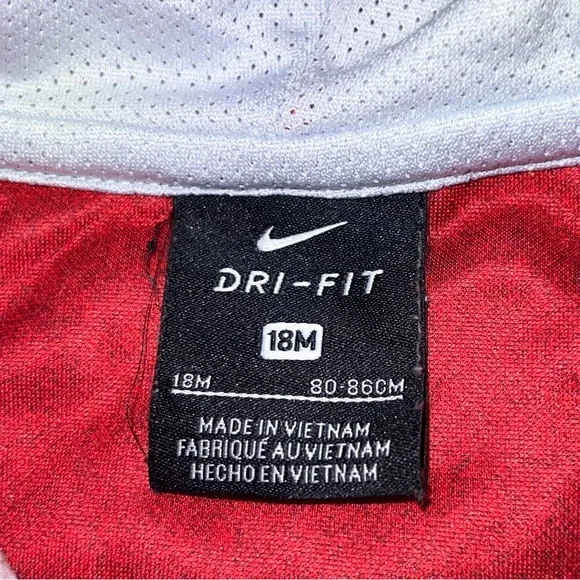 DRI-FIT
18M
18M 80-86CM
MADE IN VIETNAM
FABRIQUÉ AU VIETNAM
HECHO EN VIETNAM